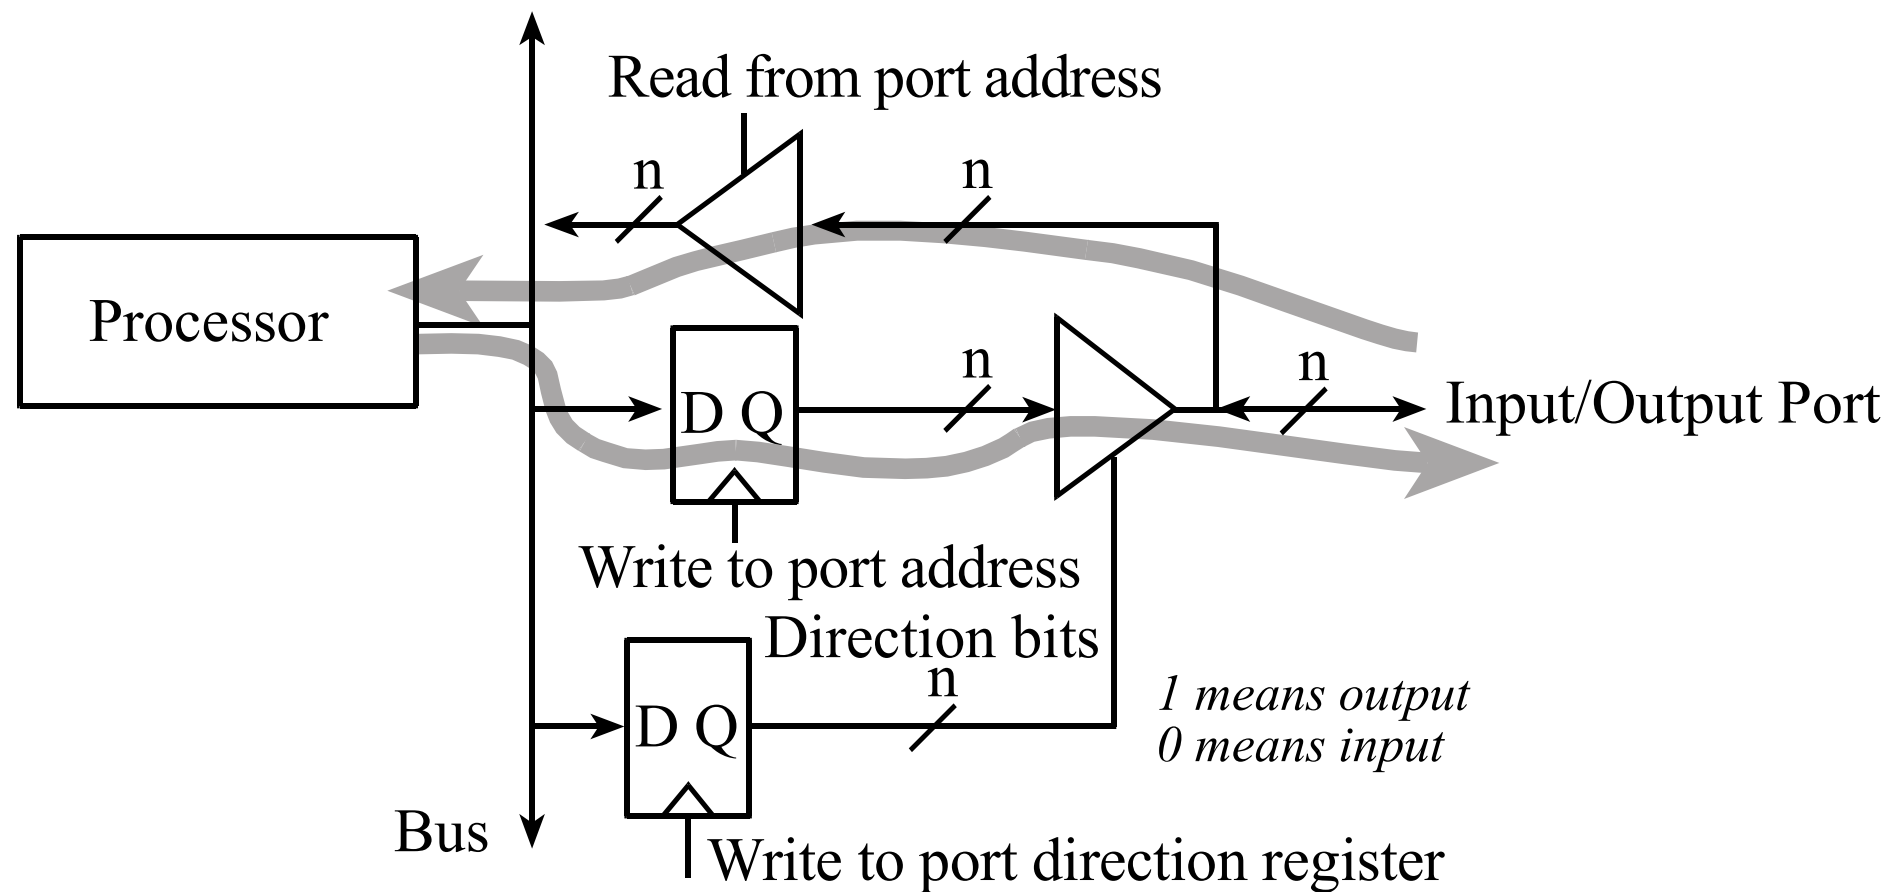 Read from port address
n
n
Processor
n
D Q
n
Input/Output Port
Write to port address
Direction bits
n
D Q
1 means output
0 means input
Bus
Write to port direction register